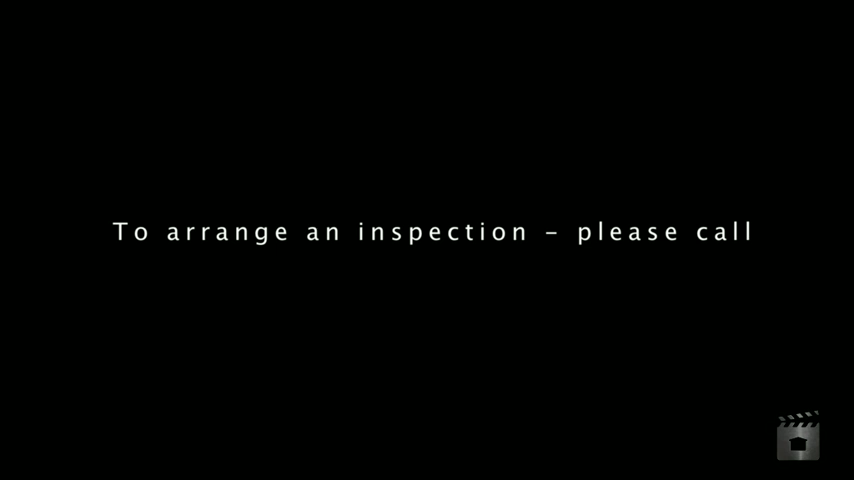 To arrange an inspection – please call